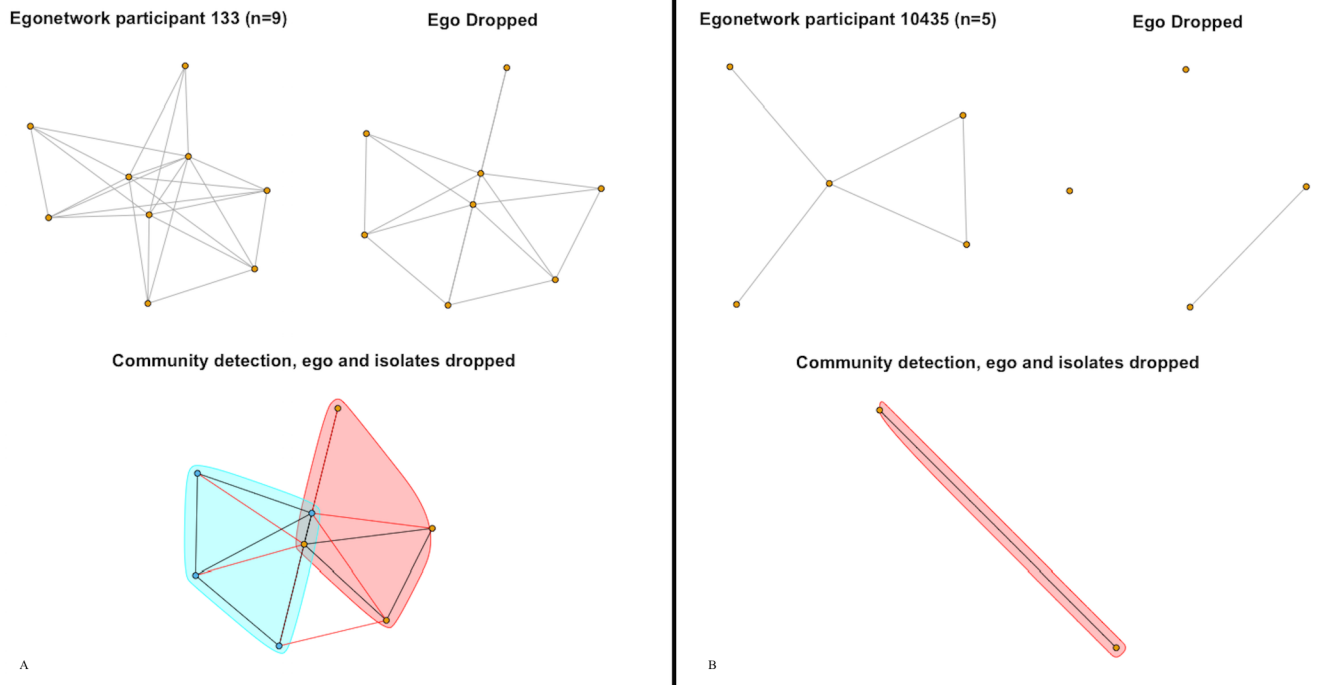 Egonetwork participant 133 (n=9)
Ego Dropped
Community detection, ego and isolates dropped
A
Egonetwork participant 10435 (n=5)
Ego Dropped
Community detection, ego and isolates dropped
B